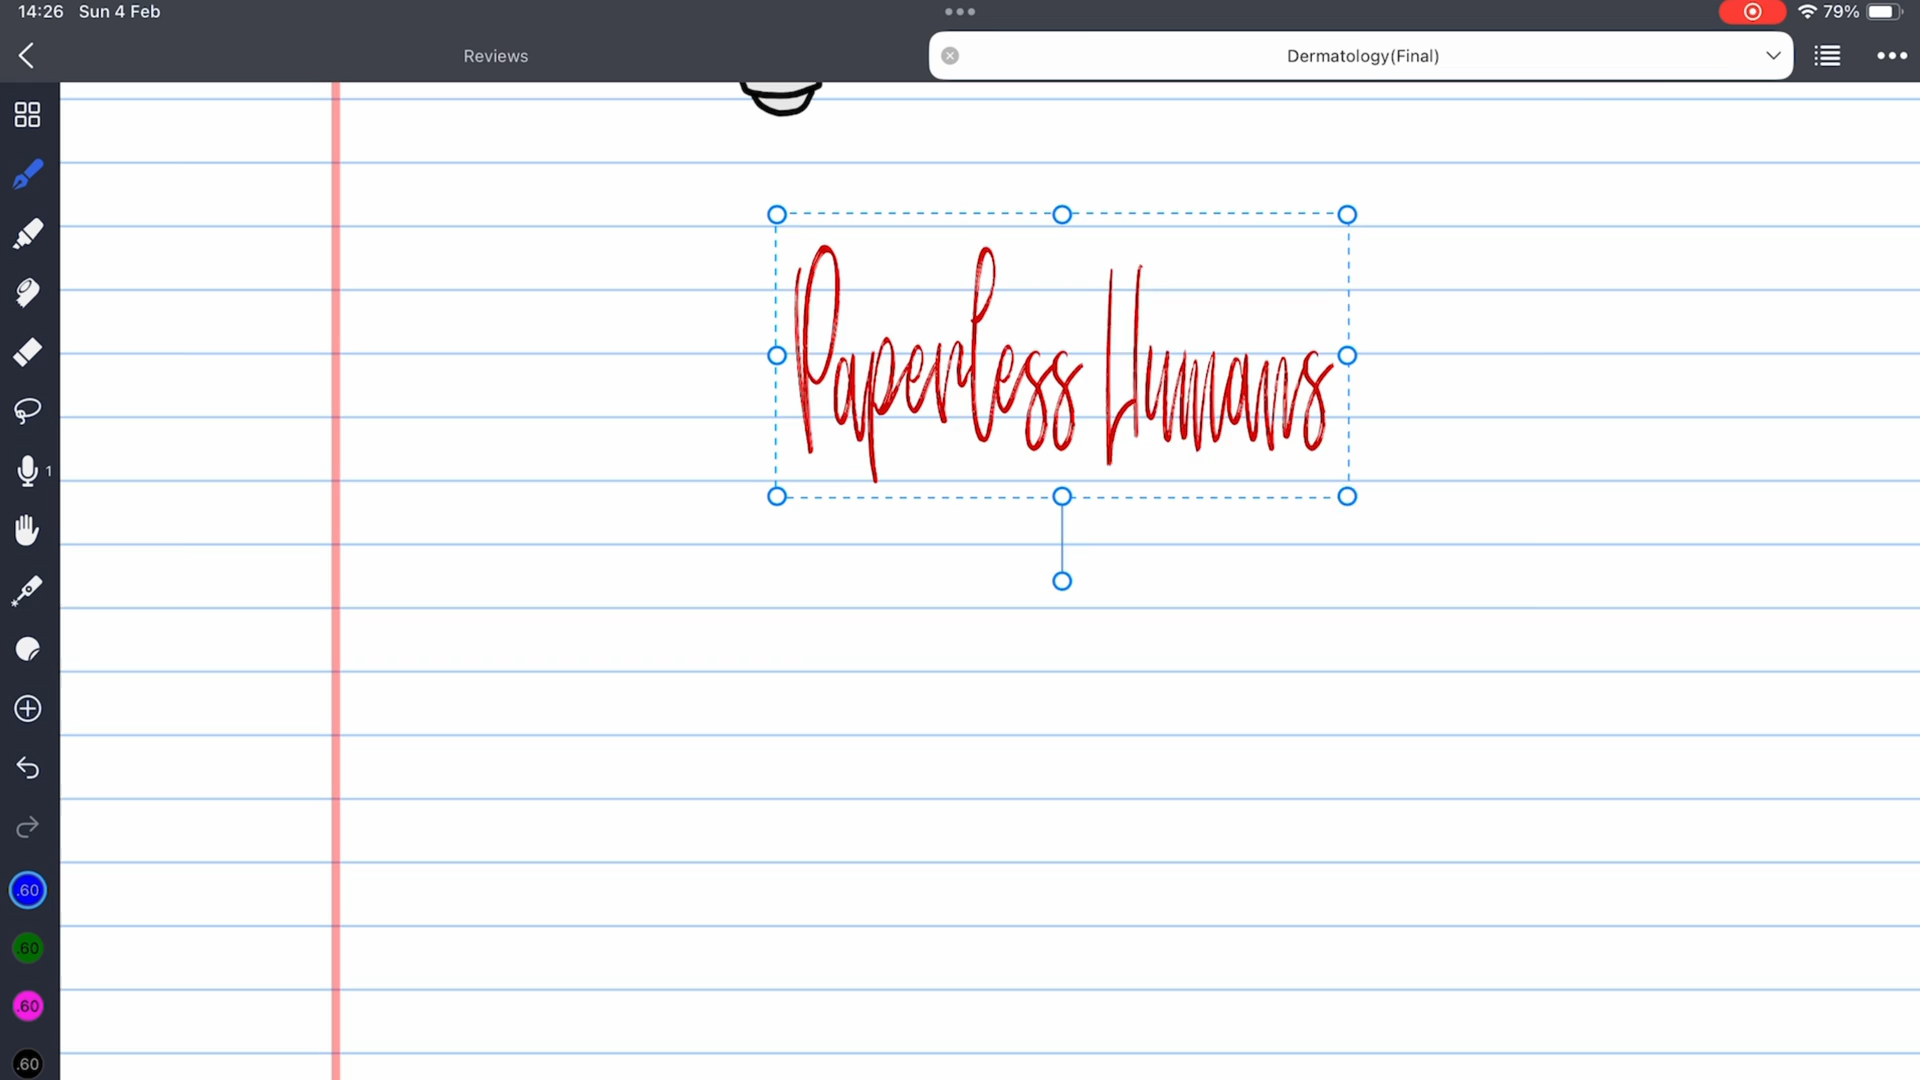 14:26 Sun 4 Feb
79%
Reviews
Dermatology(Final)
Paperless Humans
1
.60
.60
.60
.60